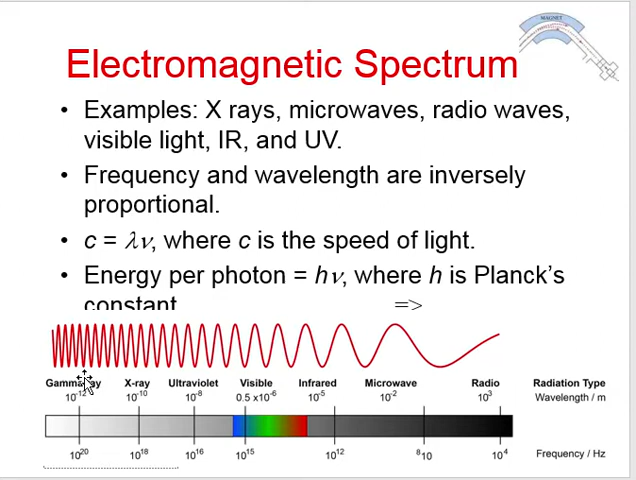 MAGNET
Electromagnetic Spectrum
• Examples: X rays, microwaves, radio waves,
visible light, IR, and UV.
• Frequency and wavelength are inversely
proportional.
• c = λν, where c is the speed of light.
• Energy per photon = hν, where h is Planck's
constant
=>
Gamma ray X-ray Ultraviolet Visible Infrared Microwave Radio Radiation Type
10⁻¹² 10⁻¹⁰ 10⁻⁸ 0.5 x10⁻⁶ 10⁻⁵ 10⁻² 10³ Wavelength / m
10²⁰ 10¹⁸ 10¹⁶ 10¹⁵ 10¹² ⁸10 10⁴ Frequency / Hz